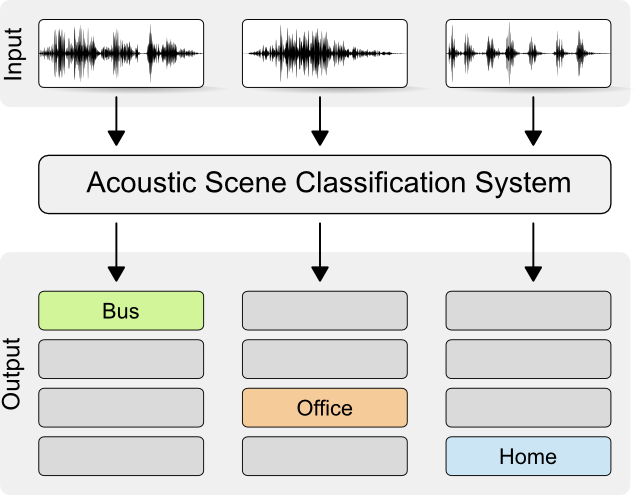 Input
Acoustic Scene Classification System
Output
Bus
Office
Home